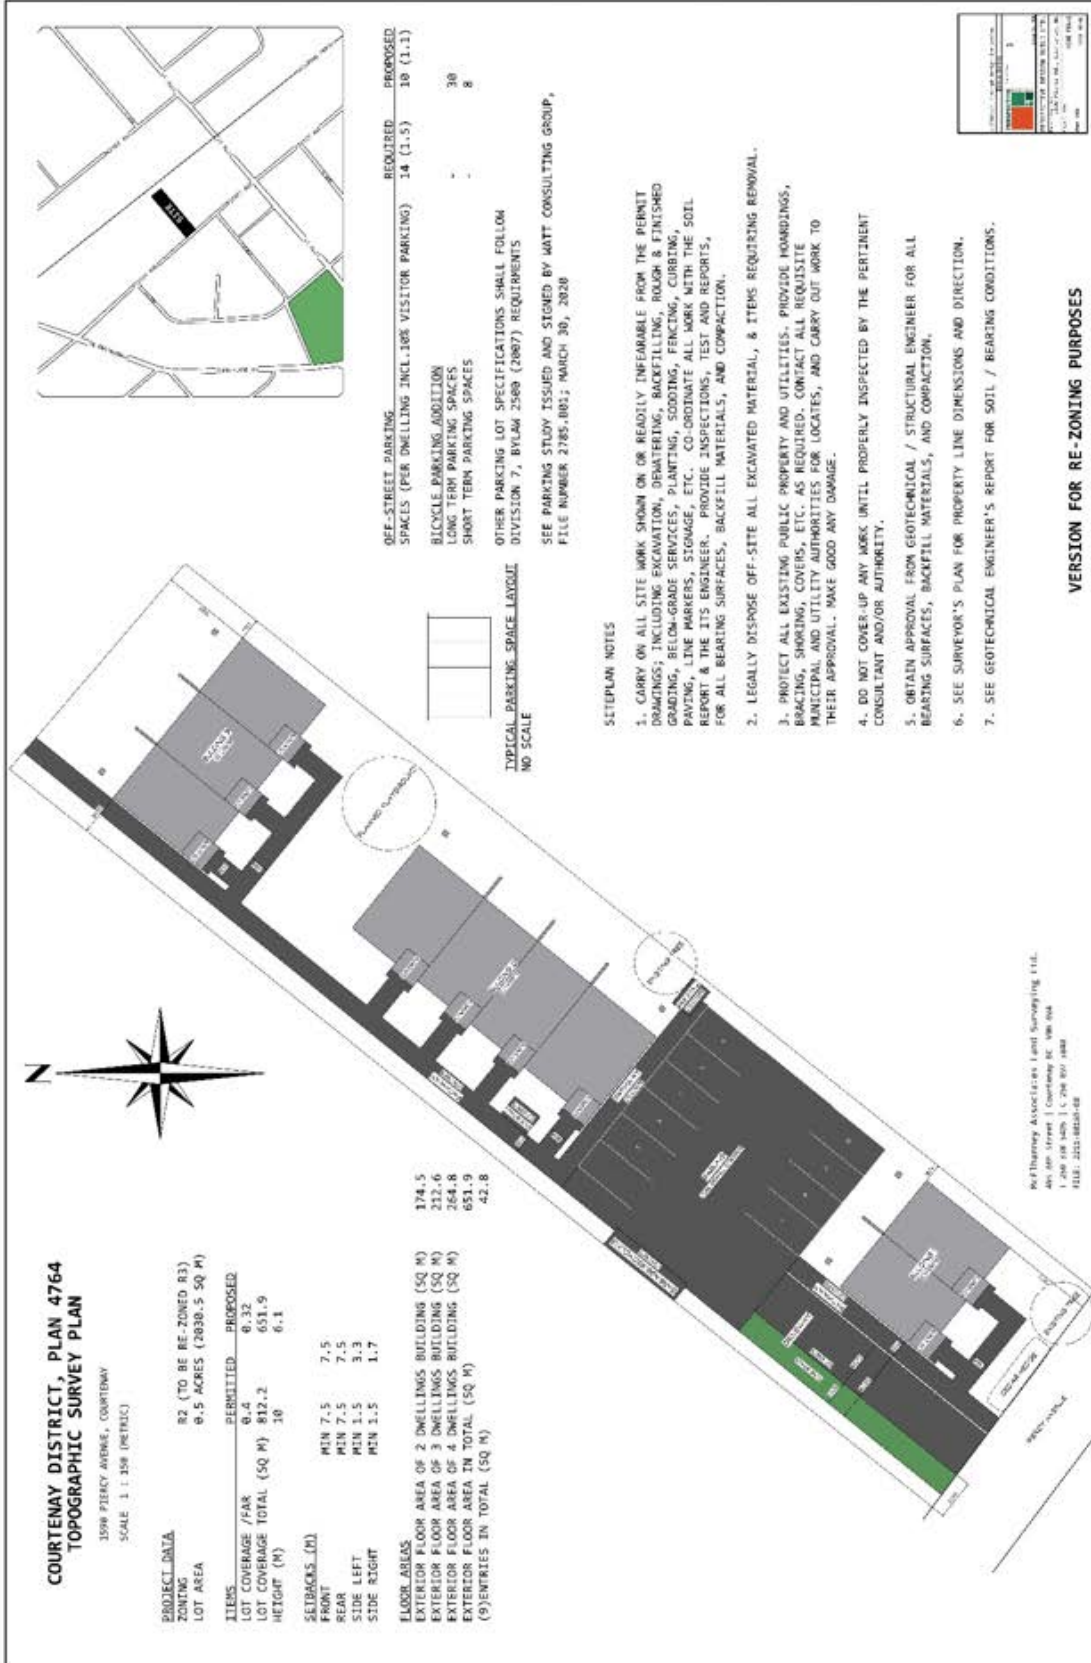 COURTENAY DISTRICT, PLAN 4764
TOPOGRAPHIC SURVEY PLAN
1590 PIERCY AVENUE, COURTENAY
SCALE 1 : 150 (METRIC)
PROJECT DATA
ZONING R2 (TO BE RE-ZONED R3)
LOT AREA 0.5 ACRES (2030.5 SQ M)
ITEMS PERMITTED PROPOSED
LOT COVERAGE /FAR 0.4 0.32
LOT COVERAGE TOTAL (SQ M) 812.2 651.9
HEIGHT (M) 10 6.1
SETBACKS (M)
FRONT MIN 7.5 7.5
REAR MIN 7.5 7.5
SIDE LEFT MIN 1.5 3.3
SIDE RIGHT MIN 1.5 1.7
FLOOR AREAS
EXTERIOR FLOOR AREA OF 2 DWELLINGS BUILDING (SQ M) 174.5
EXTERIOR FLOOR AREA OF 3 DWELLINGS BUILDING (SQ M) 212.6
EXTERIOR FLOOR AREA OF 4 DWELLINGS BUILDING (SQ M) 264.8
EXTERIOR FLOOR AREA IN TOTAL (SQ M) 651.9
(9)ENTRIES IN TOTAL (SQ M) 42.8
N
PLANNED PLAYGROUND
EXISTING TREE
EXISTING TREE
CEDAR HEDGE
PIERCY AVENUE
TYPICAL PARKING SPACE LAYOUT
NO SCALE
SITE
OFF-STREET PARKING REQUIRED PROPOSED
SPACES (PER DWELLING INCL.10% VISITOR PARKING) 14 (1.5) 10 (1.1)
BICYCLE PARKING ADDITION
LONG TERM PARKING SPACES - 30
SHORT TERM PARKING SPACES - 8
OTHER PARKING LOT SPECIFICATIONS SHALL FOLLOW
DIVISION 7, BYLAW 2500 (2007) REQUIRMENTS
SEE PARKING STUDY ISSUED AND SIGNED BY WATT CONSULTING GROUP,
FILE NUMBER 2785.B01; MARCH 30, 2020
SITEPLAN NOTES
1. CARRY ON ALL SITE WORK SHOWN ON OR READILY INFEARABLE FROM THE PERMIT
DRAWINGS; INCLUDING EXCAVATION, DEWATERING, BACKFILLING, ROUGH & FINISHED
GRADING, BELOW-GRADE SERVICES, PLANTING, SODDING, FENCING, CURBING,
PAVING, LINE MARKERS, SIGNAGE, ETC. CO-ORDINATE ALL WORK WITH THE SOIL
REPORT & THE ITS ENGINEER. PROVIDE INSPECTIONS, TEST AND REPORTS,
FOR ALL BEARING SURFACES, BACKFILL MATERIALS, AND COMPACTION.
2. LEGALLY DISPOSE OFF-SITE ALL EXCAVATED MATERIAL, & ITEMS REQUIRING REMOVAL.
3. PROTECT ALL EXISTING PUBLIC PROPERTY AND UTILITIES. PROVIDE HOARDINGS,
BRACING, SHORING, COVERS, ETC. AS REQUIRED. CONTACT ALL REQUISITE
MUNICIPAL AND UTILITY AUTHORITIES FOR LOCATES, AND CARRY OUT WORK TO
THEIR APPROVAL. MAKE GOOD ANY DAMAGE.
4. DO NOT COVER-UP ANY WORK UNTIL PROPERLY INSPECTED BY THE PERTINENT
CONSULTANT AND/OR AUTHORITY.
5. OBTAIN APPROVAL FROM GEOTECHNICAL / STRUCTURAL ENGINEER FOR ALL
BEARING SURFACES, BACKFILL MATERIALS, AND COMPACTION.
6. SEE SURVEYOR'S PLAN FOR PROPERTY LINE DIMENSIONS AND DIRECTION.
7. SEE GEOTECHNICAL ENGINEER'S REPORT FOR SOIL / BEARING CONDITIONS.
McElhanney Associates Land Surveying Ltd.
VERSION FOR RE-ZONING PURPOSES